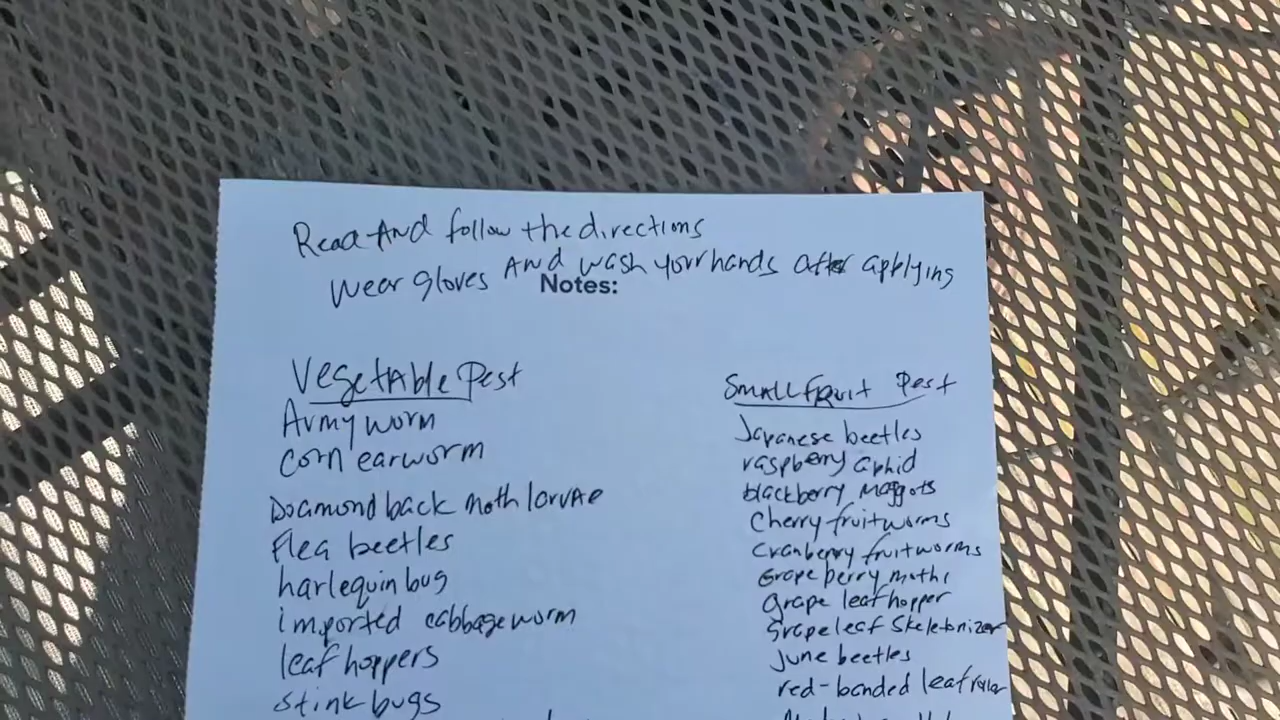 Read And follow the directions
wear gloves And wash your hands after applying
Notes:
Vegetable Pest
Army worm
Corn earworm
Diamond back moth larvae
Flea beetles
harlequin bug
imported cabbage worm
leaf hoppers
stink bugs
Small Fruit Pest
Japanese beetles
raspberry aphid
blackberry maggots
Cherry fruitworms
Cranberry fruitworms
Grape berry moths
grape leafhopper
grape leaf skeletonizer
June beetles
red-banded leafroller